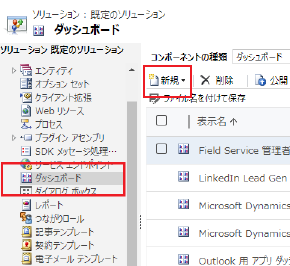 ソリューション : 既定のソリューション
ダッシュボード
ソリューション 既定のソリューション
エンティティ
オプション セット
クライアント拡張
Web リソース
プロセス
プラグイン アセンブリ
SDK メッセージ処理...
サービス エンドポイント
ダッシュボード
ダイアログ ボックス
レポート
つながりロール
記事テンプレート
契約テンプレート
電子メール テンプレート
コンポーネントの種類 ダッシュボード
新規 削除 公開
ファイル名を付けて保存
表示名
Field Service 管理者
LinkedIn Lead Gen
Microsoft Dynamics
Microsoft Dynamics
Outlook 用 アプリ ダッ